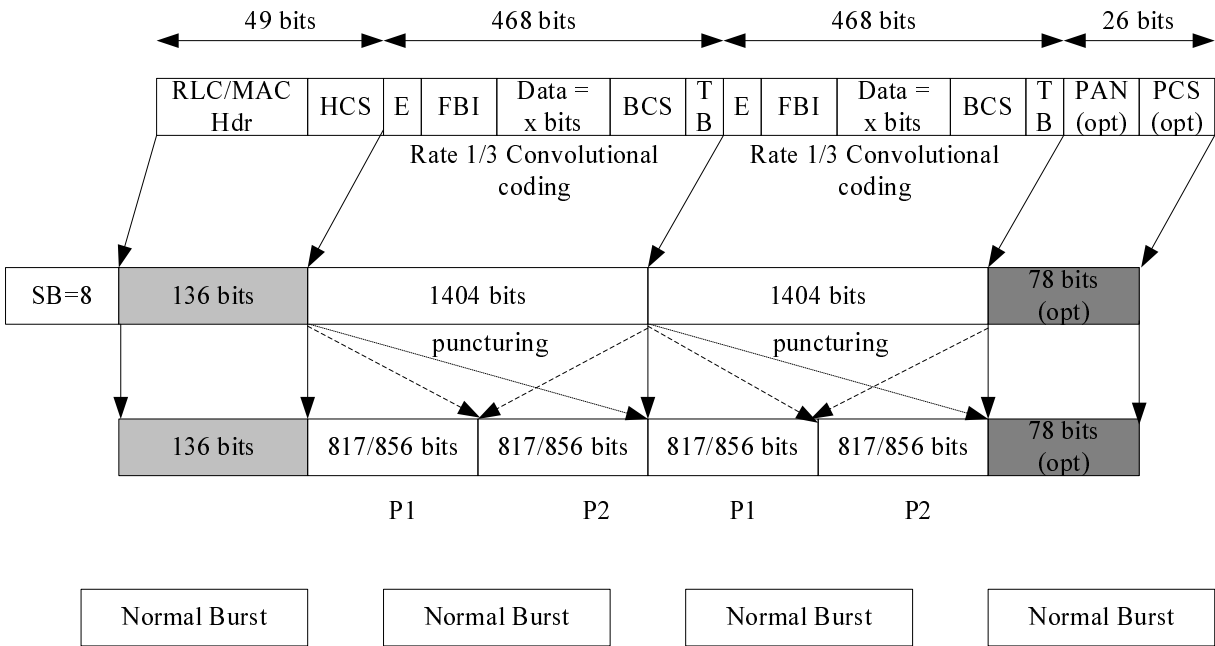 49 bits 468 bits 468 bits 26 bits
RLC/MAC Hdr HCS E FBI Data = x bits BCS T B E FBI Data = x bits BCS T B PAN (opt) PCS (opt)
Rate 1/3 Convolutional coding Rate 1/3 Convolutional coding
SB=8 136 bits 1404 bits 1404 bits 78 bits (opt)
puncturing puncturing
136 bits 817/856 bits 817/856 bits 817/856 bits 817/856 bits 78 bits (opt)
P1 P2 P1 P2
Normal Burst Normal Burst Normal Burst Normal Burst